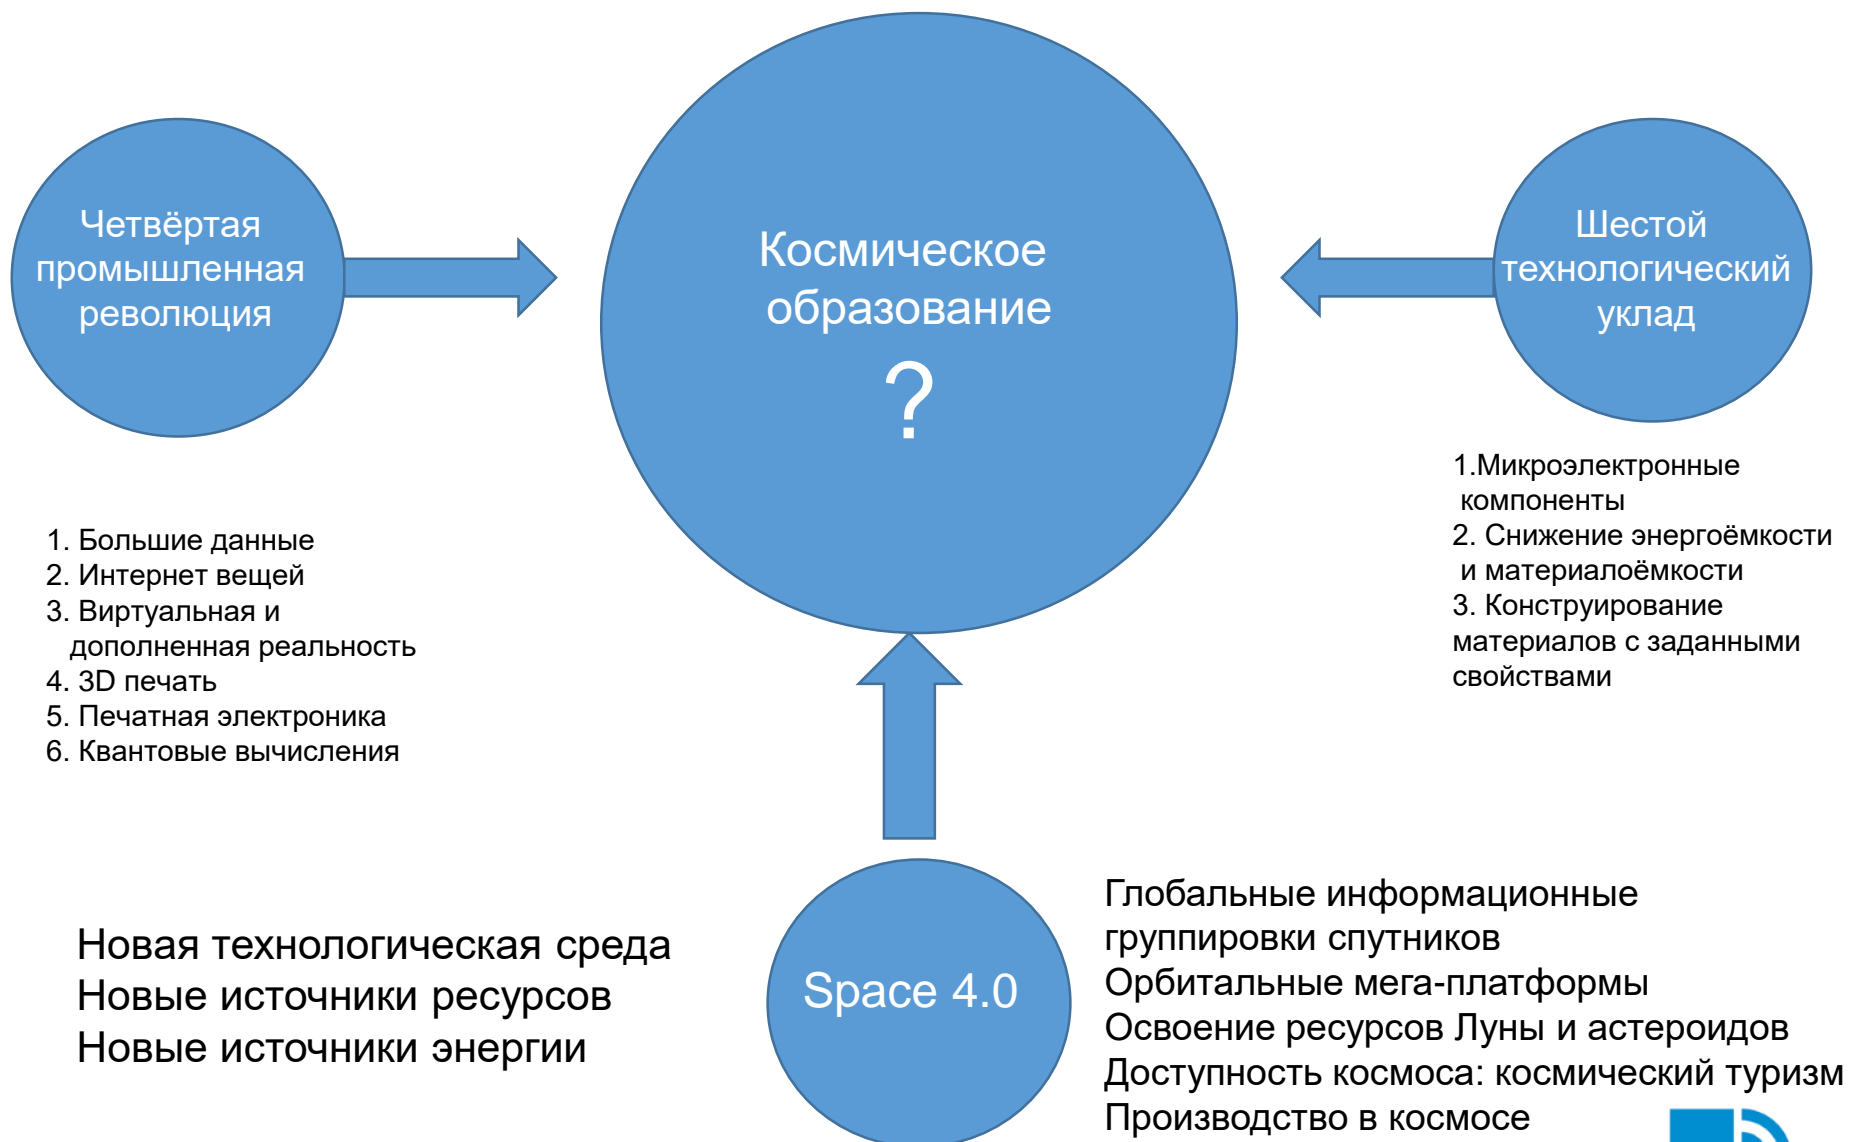 Четвёртая
промышленная
революция
Космическое
образование
?
Шестой
технологический
уклад
1. Большие данные
2. Интернет вещей
3. Виртуальная и
дополненная реальность
4. 3D печать
5. Печатная электроника
6. Квантовые вычисления
1.Микроэлектронные
компоненты
2. Снижение энергоёмкости
и материалоёмкости
3. Конструирование
материалов с заданными
свойствами
Новая технологическая среда
Новые источники ресурсов
Новые источники энергии
Space 4.0
Глобальные информационные
группировки спутников
Орбитальные мега-платформы
Освоение ресурсов Луны и астероидов
Доступность космоса: космический туризм
Производство в космосе